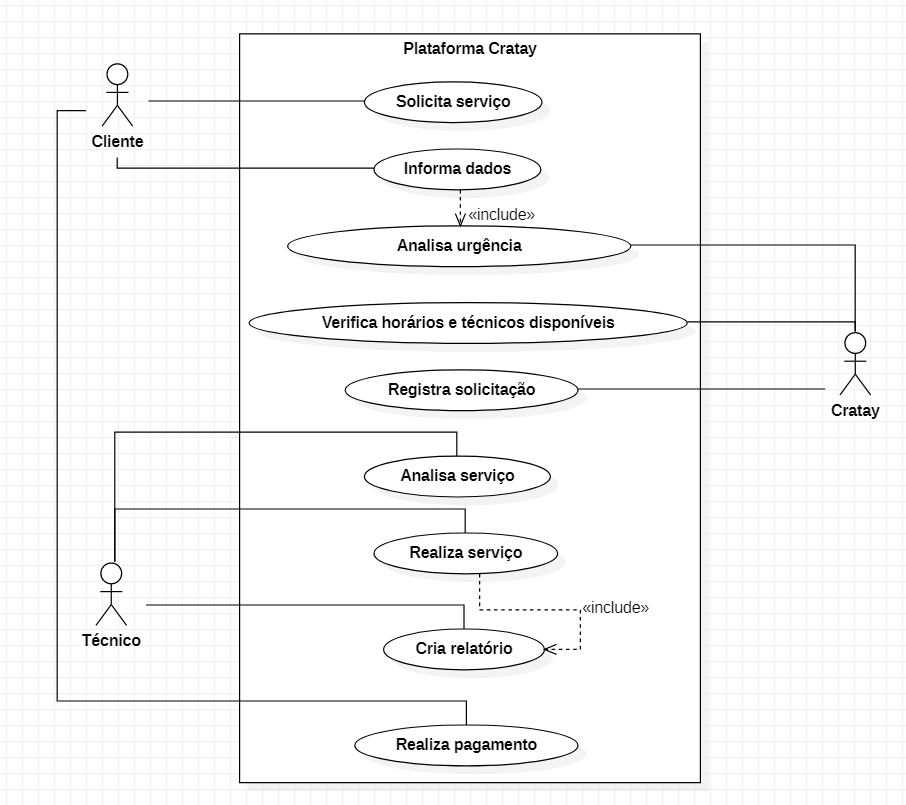 Plataforma Cratay
Solicita serviço
Cliente
Informa dados
«include»
Analisa urgência
Verifica horários e técnicos disponíveis
Registra solicitação
Cratay
Analisa serviço
Realiza serviço
«include»
Técnico
Cria relatório
Realiza pagamento